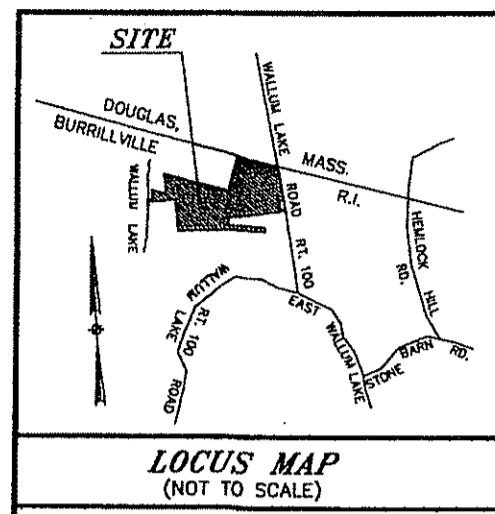 SITE
DOUGLAS,
BURRILLVILLE
MASS.
R.I.
WALLUM LAKE
ROAD RT. 100
WALLUM LAKE
HEMLOCK HILL RD.
WALLUM
RT. 100
LAKE
ROAD
EAST WALLUM LAKE
STONE BARN RD.
LOCUS MAP
(NOT TO SCALE)